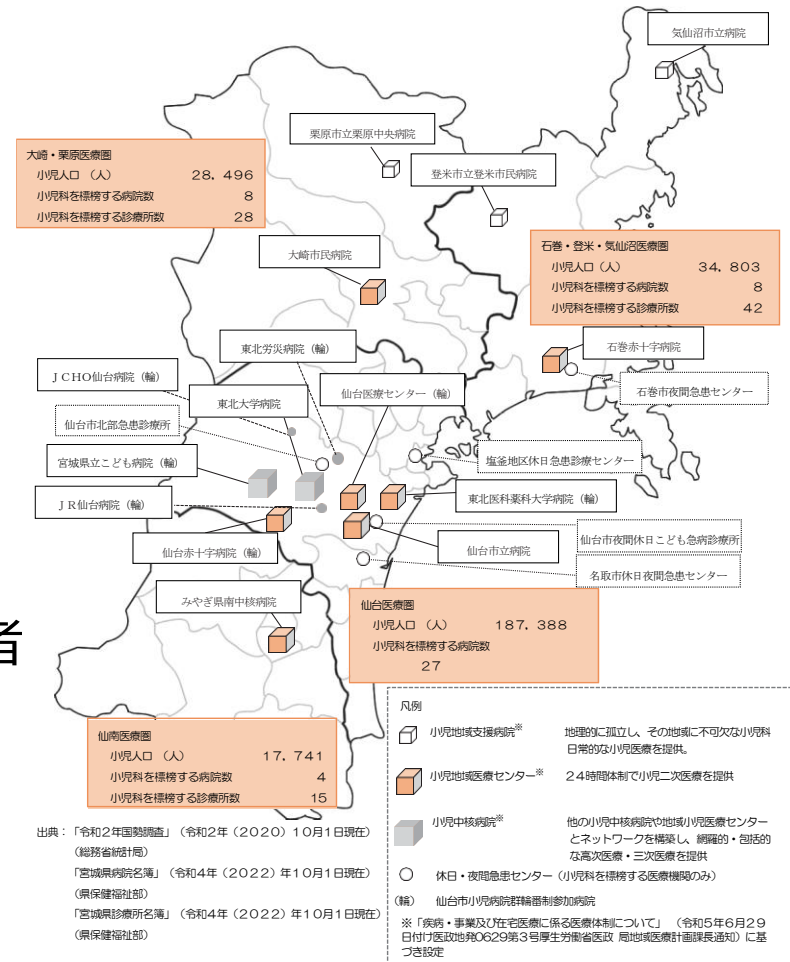 気仙沼市立病院
栗原市立栗原中央病院
登米市立登米市民病院
大崎・栗原医療圏
小児人口 （人） 28，496
小児科を標榜する病院数 8
小児科を標榜する診療所数 28
石巻・登米・気仙沼医療圏
小児人口（人） 34，803
小児科を標榜する病院数 8
小児科を標榜する診療所数 42
大崎市民病院
東北労災病院（輪）
石巻赤十字病院
ＪＣＨＯ仙台病院（輪）
東北大学病院
仙台医療センター（輪）
石巻市夜間急患センター
仙台市北部急患診療所
宮城県立こども病院（輪）
塩釜地区休日急患診療センター
ＪＲ仙台病院（輪）
東北医科薬科大学病院（輪）
仙台赤十字病院（輪）
仙台市立病院
仙台市夜間休日こども急病診療所
名取市休日夜間急患センター
みやぎ県南中核病院
者
仙台医療圏
小児人口 （人） 187，388
小児科を標榜する病院数
27
仙南医療圏
小児人口 （人） 17，741
小児科を標榜する病院数 4
小児科を標榜する診療所数 15
凡例
小児地域支援病院※ 地理的に孤立し、その地域に不可欠な小児科
日常的な小児医療を提供。
小児地域医療センター※ ２４時間体制で小児二次医療を提供
小児中核病院※ 他の小児中核病院や地域小児医療センター
とネットワークを構築し、網羅的・包括的
な高次医療・三次医療を提供
休日・夜間急患センター（小児科を標榜する医療機関のみ）
（輪） 仙台市小児科病院群輪番制参加病院
※「疾病・事業及び在宅医療に係る医療体制について」 （令和５年６月２９
日付け医政地発0629第３号厚生労働省医政 局地域医療計画課長通知）に基
づき設定
出典：「令和２年国勢調査」（令和２年（２０２０）１０月１日現在）
（総務省統計局）
「宮城県病院名簿」（令和４年（２０２２）年１０月１日現在）
（県保健福祉部）
「宮城県診療所名簿」（令和４年（２０２２）年１０月１日現在）
（県保健福祉部）